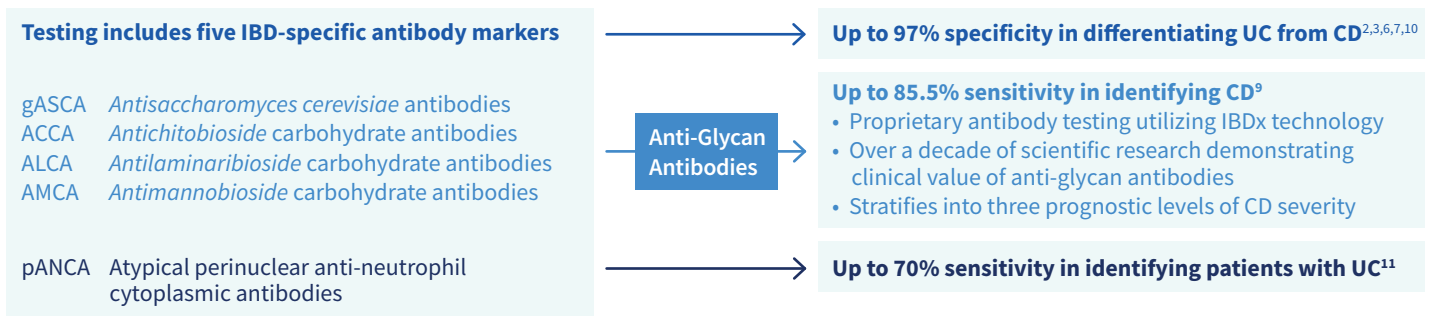 Testing includes five IBD-specific antibody markers
gASCA Antisaccharomyces cerevisiae antibodies
ACCA Antichitobioside carbohydrate antibodies
ALCA Antilaminaribioside carbohydrate antibodies
AMCA Antimannobioside carbohydrate antibodies
pANCA Atypical perinuclear anti-neutrophil
cytoplasmic antibodies
Anti-Glycan
Antibodies
Up to 97% specificity in differentiating UC from CD2,3,6,7,10
Up to 85.5% sensitivity in identifying CD9
• Proprietary antibody testing utilizing IBDx technology
• Over a decade of scientific research demonstrating
clinical value of anti-glycan antibodies
• Stratifies into three prognostic levels of CD severity
Up to 70% sensitivity in identifying patients with UC11